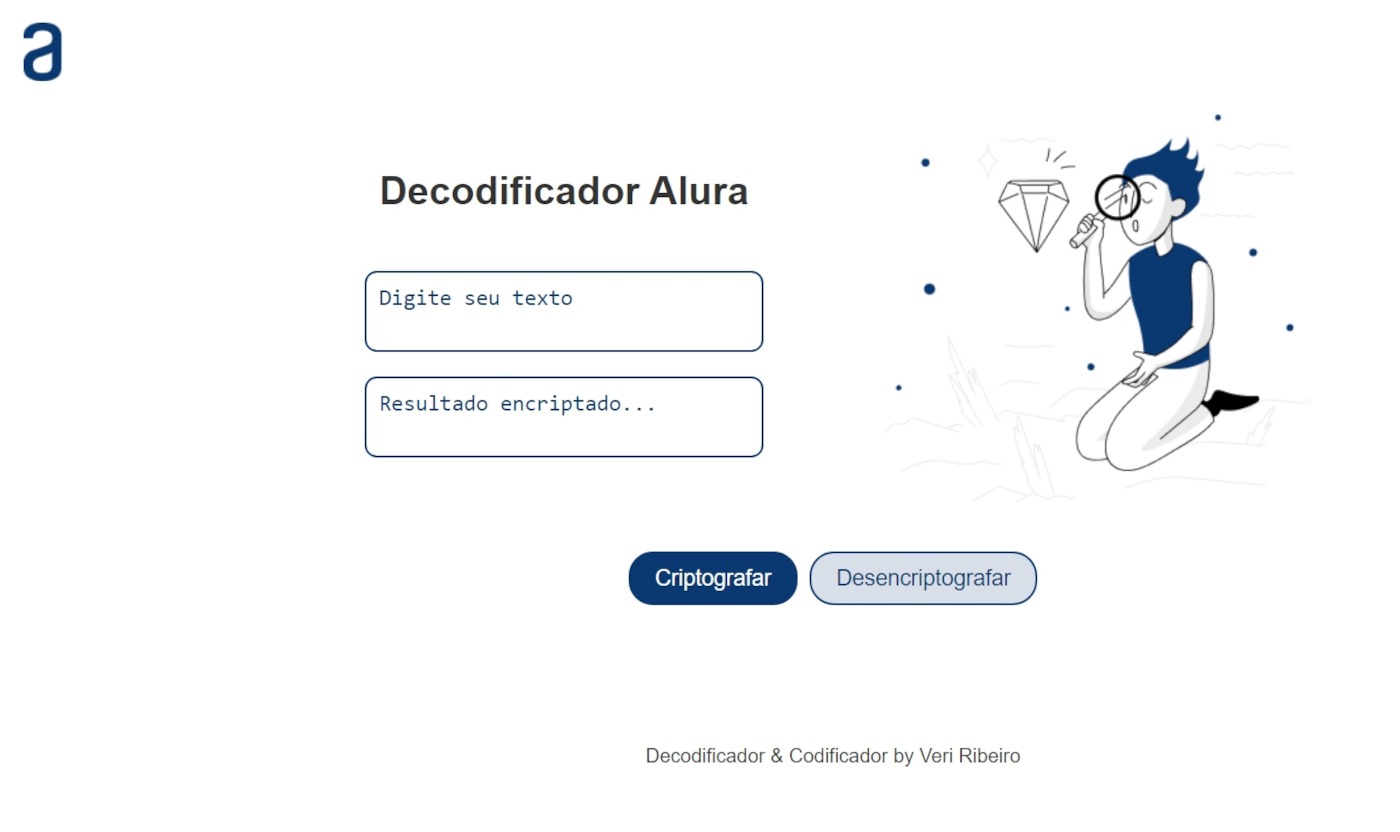 a
Decodificador Alura
Digite seu texto
Resultado encriptado...
Criptografar
Desencriptografar
Decodificador & Codificador by Veri Ribeiro